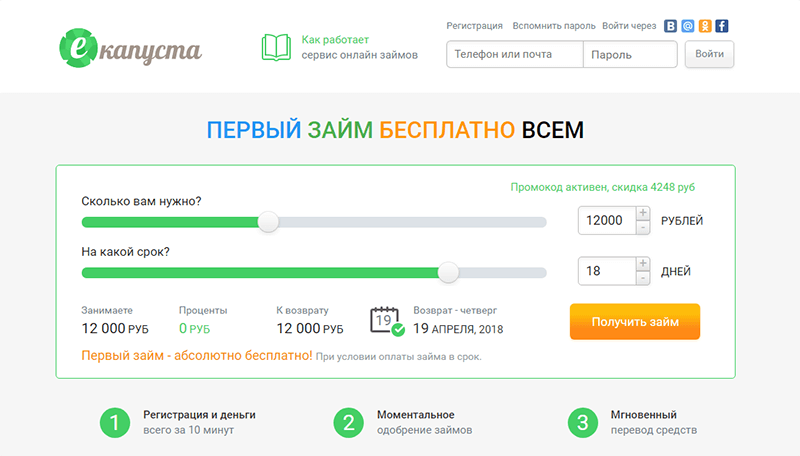 Регистрация Вспомнить пароль Войти через В @ f
екапуста
Как работает
сервис онлайн займов
Телефон или почта Пароль Войти
ПЕРВЫЙ ЗАЙМ БЕСПЛАТНО ВСЕМ
Промокод активен, скидка 4248 руб
Сколько вам нужно?
12000 + - РУБЛЕЙ
На какой срок?
18 + - ДНЕЙ
Занимаете Проценты К возврату Возврат - четверг
12 000 РУБ 0 РУБ 12 000 РУБ 19 19 АПРЕЛЯ, 2018
Получить займ
Первый займ - абсолютно бесплатно! При условии оплаты займа в срок.
1 Регистрация и деньги
всего за 10 минут
2 Моментальное
одобрение займов
3 Мгновенный
перевод средств